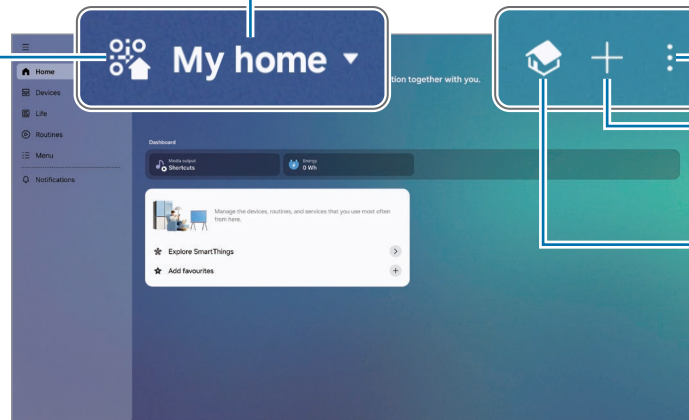 My home
tion together with you.
Home
Devices
Life
Routines
Menu
Notifications
Dashboard
Media output
Shortcuts
Energy
0 Wh
Manage the devices, routines, and services that you use most often
from here.
Explore SmartThings
Add favourites